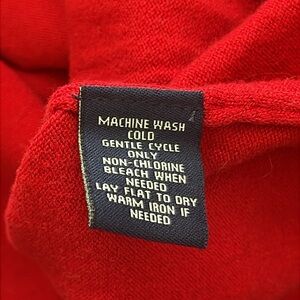 MACHINE WASH
COLD
GENTLE CYCLE
ONLY
NON-CHLORINE
BLEACH WHEN
NEEDED
LAY FLAT TO DRY
WARM IRON IF
NEEDED